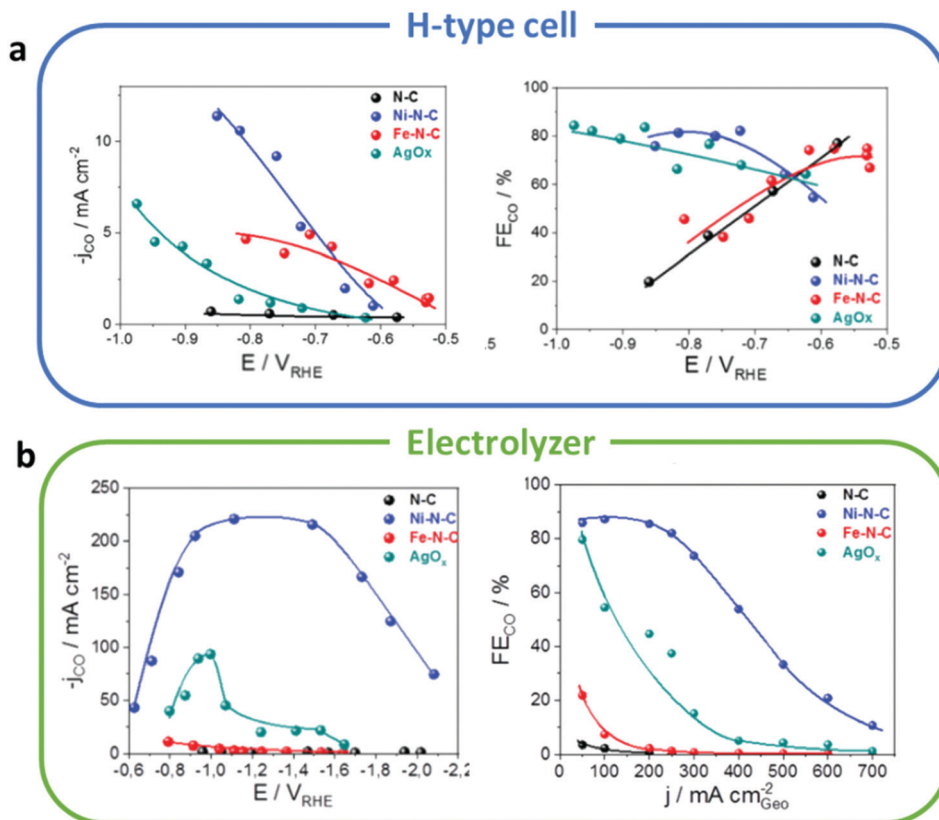 H-type cell
a
-j_CO / mA cm⁻²
10
5
0
-1.0 -0.9 -0.8 -0.7 -0.6 -0.5
E / V_RHE
N-C
Ni-N-C
Fe-N-C
AgOx
.5
FE_CO / %
100
80
60
40
20
0
-1.0 -0.9 -0.8 -0.7 -0.6 -0.5
E / V_RHE
N-C
Ni-N-C
Fe-N-C
AgOx
Electrolyzer
b
-j_CO / mA cm⁻²
250
200
150
100
50
0
-0,6 -0,8 -1,0 -1,2 -1,4 -1,6 -1,8 -2,0 -2,2
E / V_RHE
N-C
Ni-N-C
Fe-N-C
AgOₓ
FE_CO / %
100
80
60
40
20
0
0 100 200 300 400 500 600 700
j / mA cm⁻²_Geo
N-C
Ni-N-C
Fe-N-C
AgOₓ